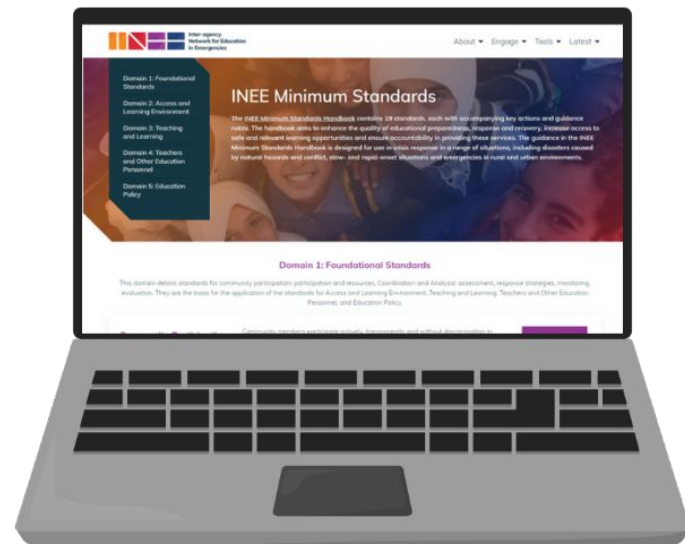 Inter-agency
Network for Education
in Emergencies
About
Engage
Tools
Latest
Domain 1: Foundational
Standards
Domain 2: Access and
Learning Environment
Domain 3: Teaching
and Learning
Domain 4: Teachers
and Other Education
Personnel
Domain 5: Education
Policy
INEE Minimum Standards
The INEE Minimum Standards Handbook contains 19 standards, each with accompanying key actions and guidance
notes. The handbook aims to enhance the quality of educational preparedness, response and recovery, increase access to
safe and relevant learning opportunities and ensure accountability in providing these services. The guidance in the INEE
Minimum Standards Handbook is designed for use in crisis response in a range of situations, including disasters caused
by natural hazards and conflict, slow- and rapid-onset situations and emergencies in rural and urban environments.
Domain 1: Foundational Standards
This domain details standards for community participation: participation and resources, Coordination and Analysis: assessment, response strategies, monitoring,
evaluation. They are the basis for the application of the standards for Access and Learning Environment, Teaching and Learning, Teachers and Other Education
Personnel, and Education Policy.
Community members participate actively, transparently and without discrimination in